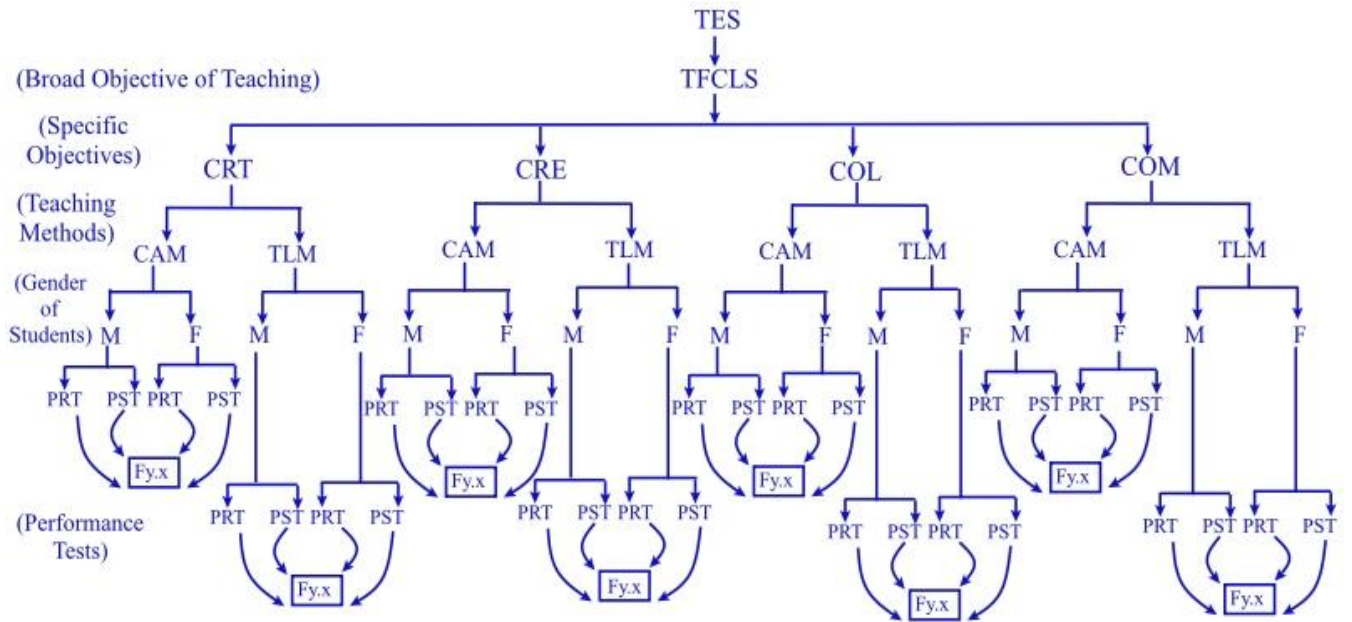 TES
(Broad Objective of Teaching)
TFCLS
(Specific
Objectives)
CRT CRE COL COM
(Teaching
Methods)
CAM TLM CAM TLM CAM TLM CAM TLM
(Gender
of
Students)
M F M F M F M F M F M F M F M F
PRT PST PRT PST PRT PST PRT PST PRT PST PRT PST PRT PST PRT PST
Fy.x Fy.x Fy.x Fy.x
(Performance
Tests)
PRT PST PRT PST PRT PST PRT PST PRT PST PRT PST PRT PST PRT PST
Fy.x Fy.x Fy.x Fy.x